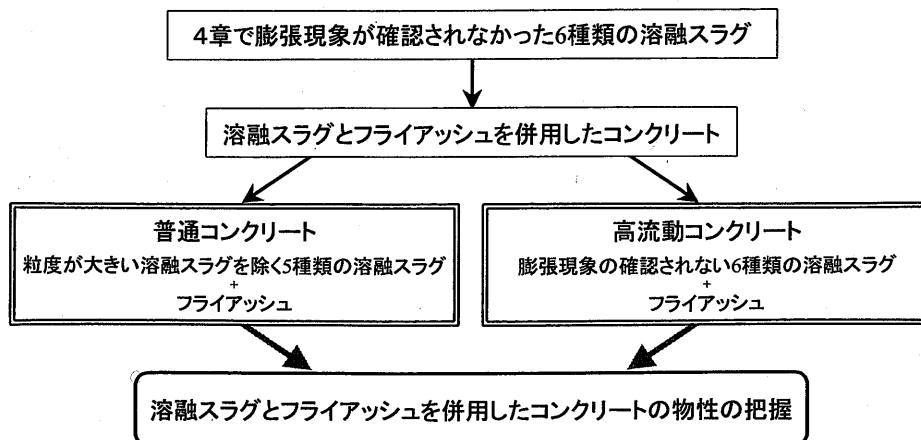 4章で膨張現象が確認されなかった6種類の溶融スラグ
溶融スラグとフライアッシュを併用したコンクリート
普通コンクリート
粒度が大きい溶融スラグを除く5種類の溶融スラグ
+
フライアッシュ
高流動コンクリート
膨張現象の確認されない6種類の溶融スラグ
+
フライアッシュ
溶融スラグとフライアッシュを併用したコンクリートの物性の把握